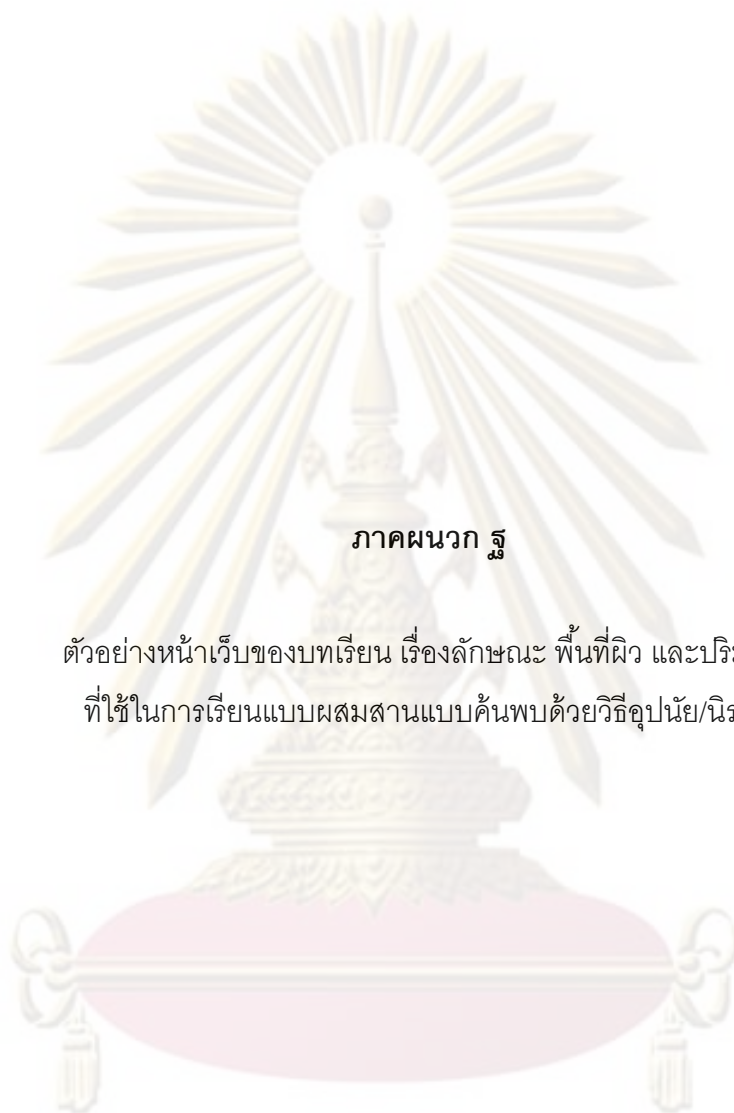 ภาคผนวก ฐ
ตัวอย่างหน้าเว็บของบทเรียน เรื่องลักษณะ พื้นที่ผิว และปริ
ที่ใช้ในการเรียนแบบผสมสานแบบค้นพบด้วยวิธีอุปนัย/นิร